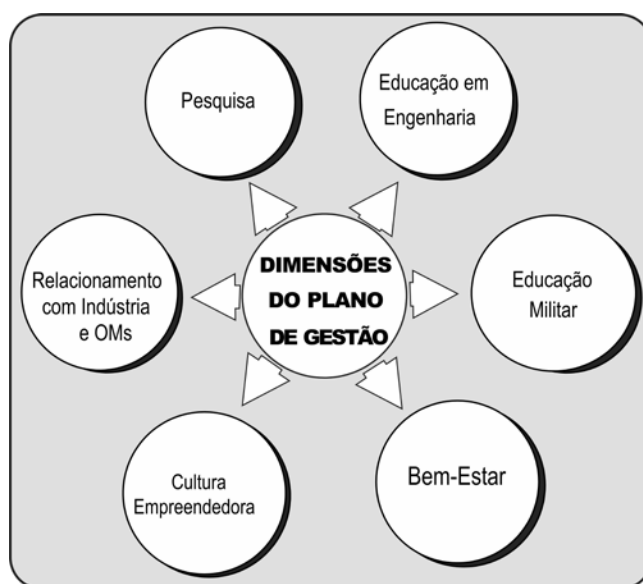 Pesquisa
Educação em
Engenharia
Relacionamento
com Indústria
e OMs
DIMENSÕES
DO PLANO
DE GESTÃO
Educação
Militar
Cultura
Empreendedora
Bem-Estar